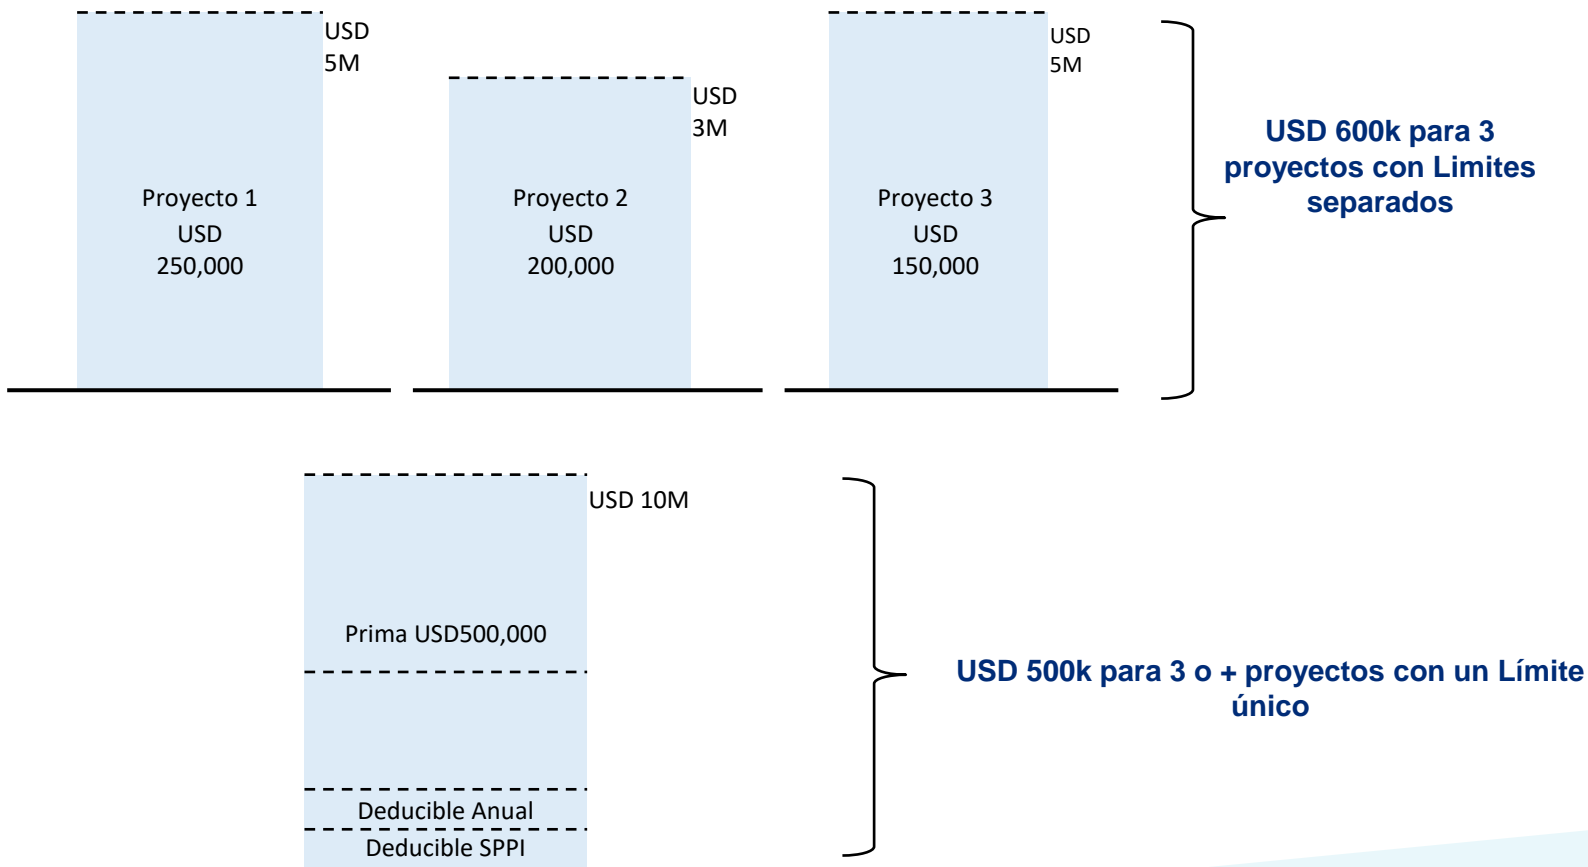 USD
5M
Proyecto 1
USD
250,000
USD
3M
Proyecto 2
USD
200,000
USD
5M
Proyecto 3
USD
150,000
USD 600k para 3
proyectos con Limites
separados
USD 10M
Prima USD500,000
Deducible Anual
Deducible SPPI
USD 500k para 3 o + proyectos con un Límite
único